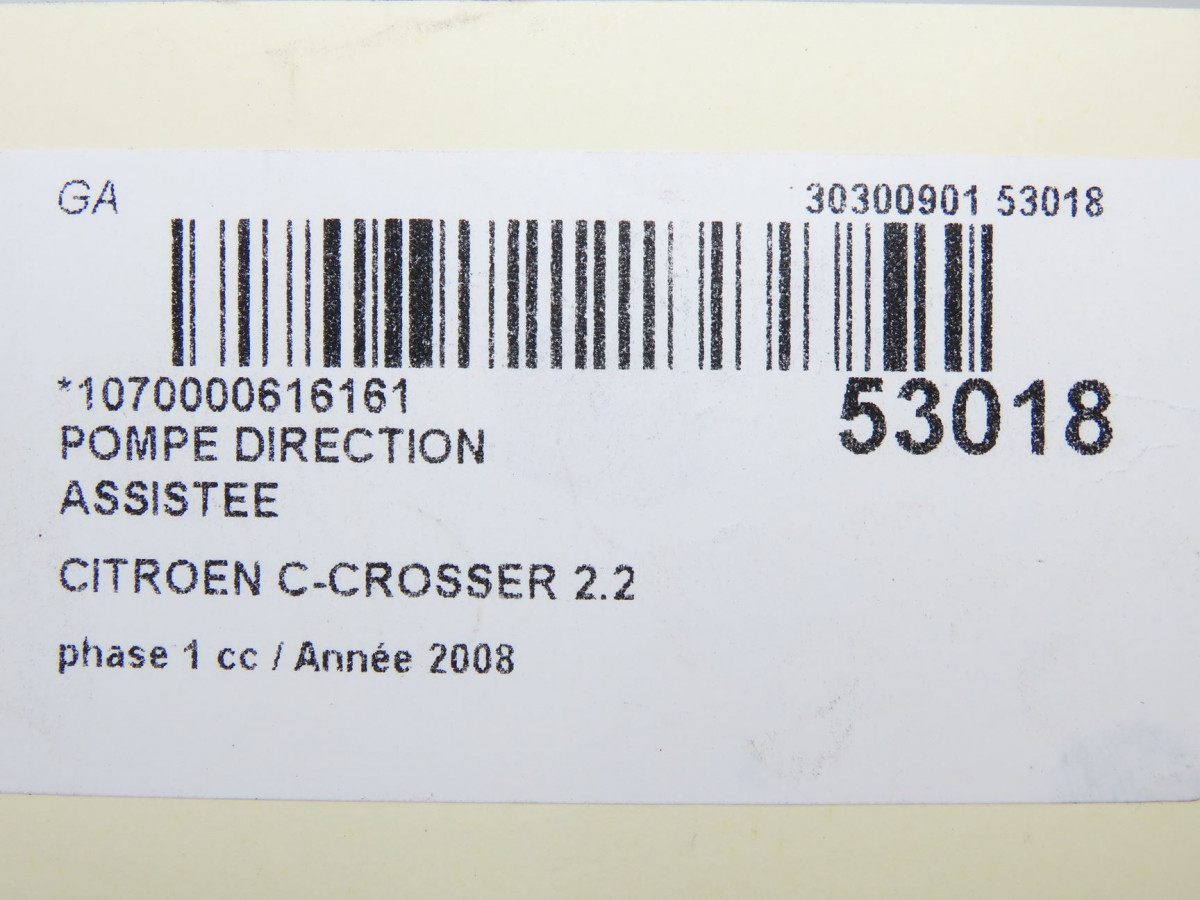 GA 30300901 53018
*1070000616161 53018
POMPE DIRECTION
ASSISTEE
CITROEN C-CROSSER 2.2
phase 1 cc / Année 2008